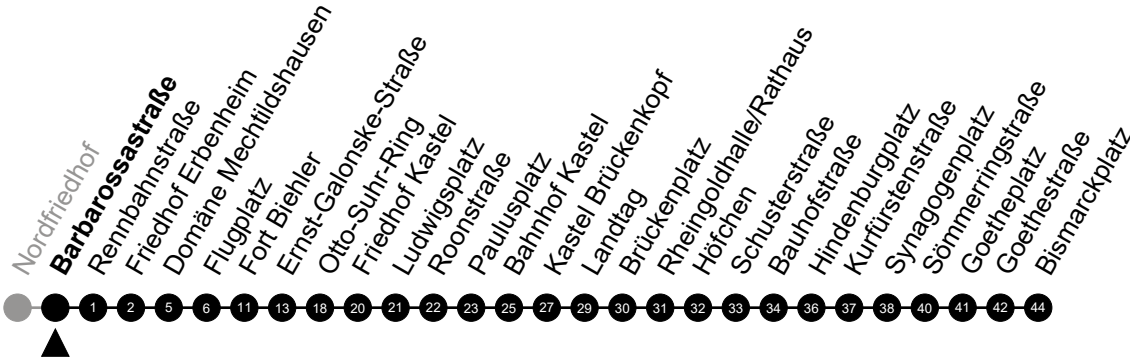 Nordfriedhof
Barbarossastraße
Rennbahnstraße
Friedhof Erbenheim
Domäne Mechtildshausen
Flugplatz
Fort Biehler
Ernst-Galonske-Straße
Otto-Suhr-Ring
Friedhof Kastel
Ludwigsplatz
Roonstraße
Paulusplatz
Bahnhof Kastel
Kastel Brückenkopf
Landtag
Brückenplatz
Rheingoldhalle/Rathaus
Höfchen
Schusterstraße
Bauhofstraße
Hindenburgplatz
Kurfürstenstraße
Synagogenplatz
Sömmerringstraße
Goetheplatz
Goethestraße
Bismarckplatz
1 2 5 6 11 13 18 20 21 22 23 25 27 29 30 31 32 33 34 36 37 38 40 41 42 44